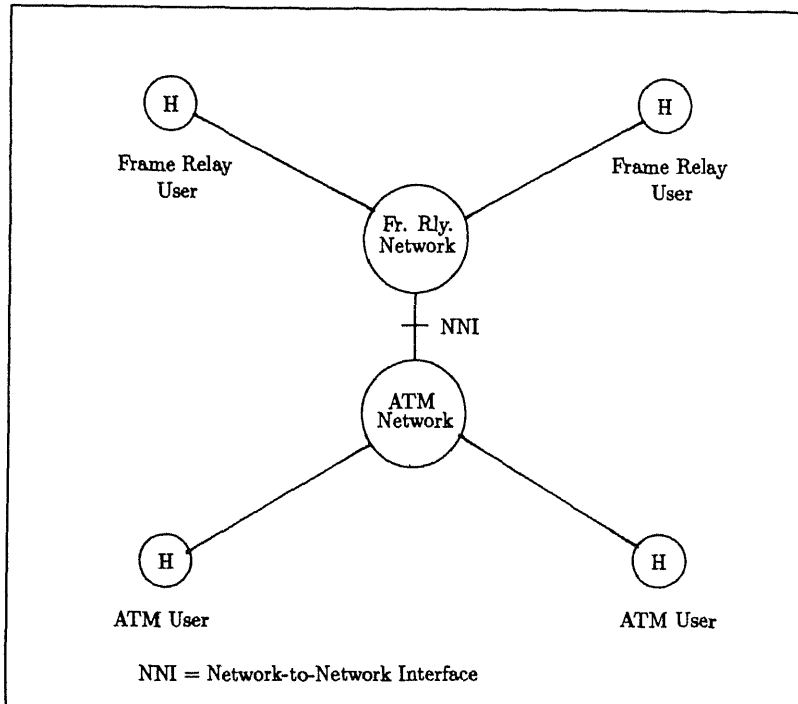 H
H
Frame Relay
User
Frame Relay
User
Fr. Rly.
Network
NNI
ATM
Network
H
H
ATM User
ATM User
NNI = Network-to-Network Interface